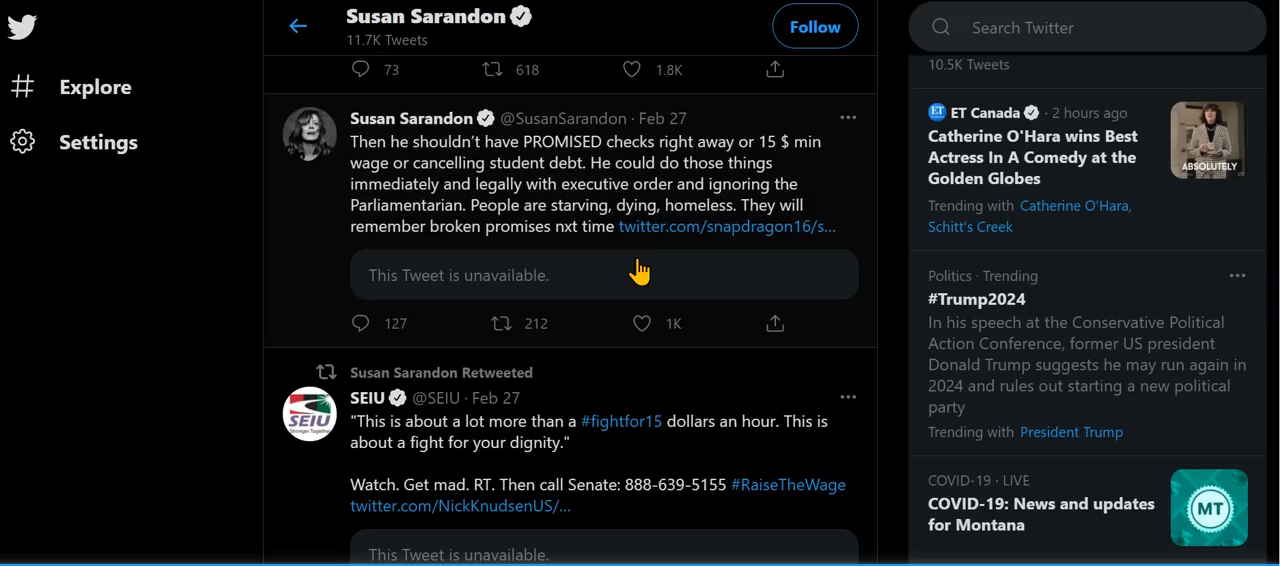 Explore
Settings
Susan Sarandon
11.7K Tweets
Follow
73 618 1.8K
Susan Sarandon @SusanSarandon · Feb 27
Then he shouldn't have PROMISED checks right away or 15 $ min
wage or cancelling student debt. He could do those things
immediately and legally with executive order and ignoring the
Parliamentarian. People are starving, dying, homeless. They will
remember broken promises nxt time twitter.com/snapdragon16/s...
This Tweet is unavailable.
127 212 1K
Susan Sarandon Retweeted
SEIU @SEIU · Feb 27
SEIU
Stronger Together
"This is about a lot more than a #fightfor15 dollars an hour. This is
about a fight for your dignity."
Watch. Get mad. RT. Then call Senate: 888-639-5155 #RaiseTheWage
twitter.com/NickKnudsenUS/...
This Tweet is unavailable.
Search Twitter
10.5K Tweets
ET ET Canada · 2 hours ago
Catherine O'Hara wins Best
Actress In A Comedy at the
Golden Globes
ABSOLUTELY
Trending with Catherine O'Hara,
Schitt's Creek
Politics · Trending
#Trump2024
In his speech at the Conservative Political
Action Conference, former US president
Donald Trump suggests he may run again in
2024 and rules out starting a new political
party
Trending with President Trump
COVID-19 · LIVE
COVID-19: News and updates
for Montana
MT